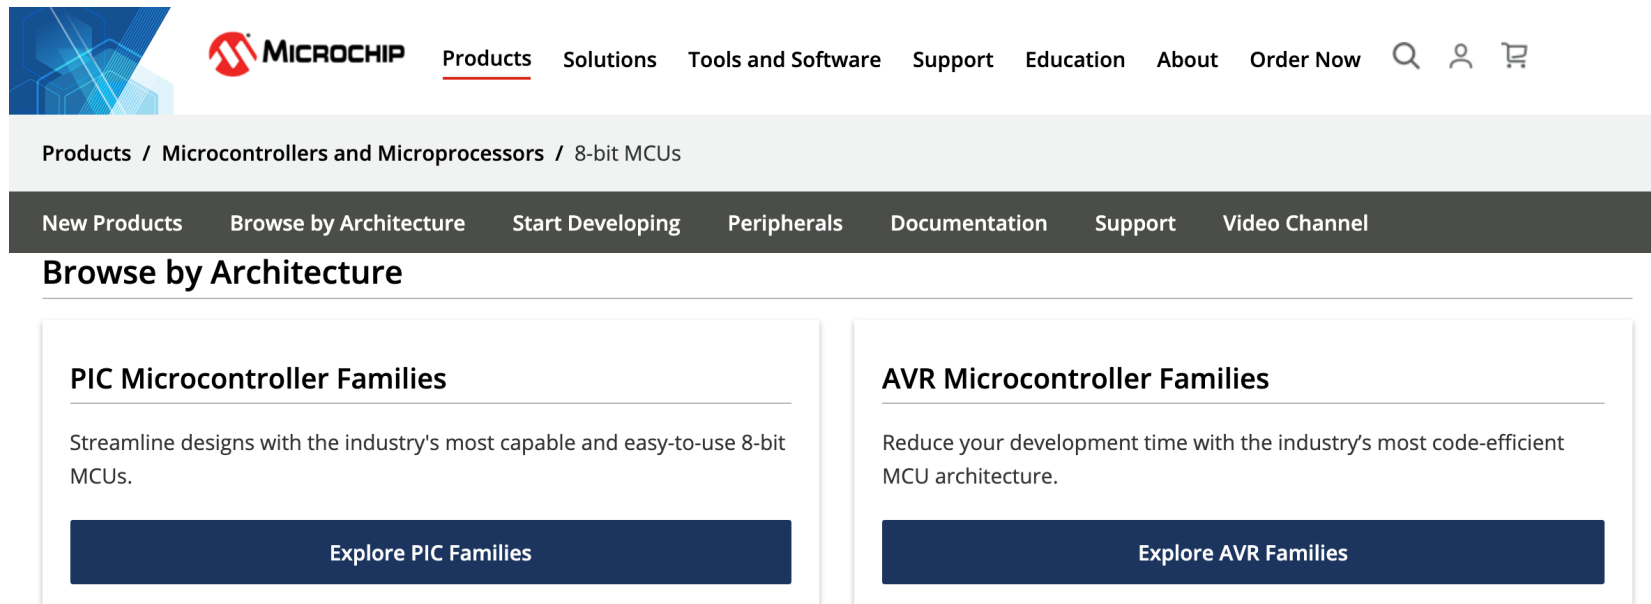 MICROCHIP Products Solutions Tools and Software Support Education About Order Now
Products / Microcontrollers and Microprocessors / 8-bit MCUs
New Products Browse by Architecture Start Developing Peripherals Documentation Support Video Channel
Browse by Architecture
PIC Microcontroller Families
Streamline designs with the industry's most capable and easy-to-use 8-bit
MCUs.
Explore PIC Families
AVR Microcontroller Families
Reduce your development time with the industry’s most code-efficient
MCU architecture.
Explore AVR Families